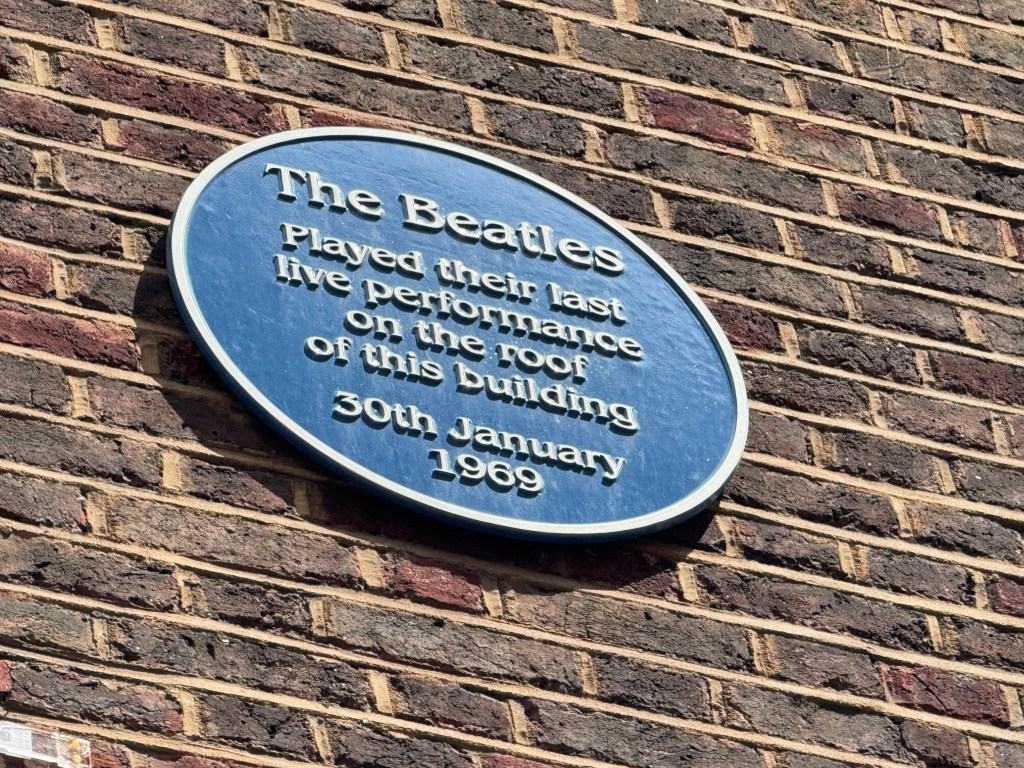 The Beatles
Played their last
live performance
on the roof
of this building
30th January
1969